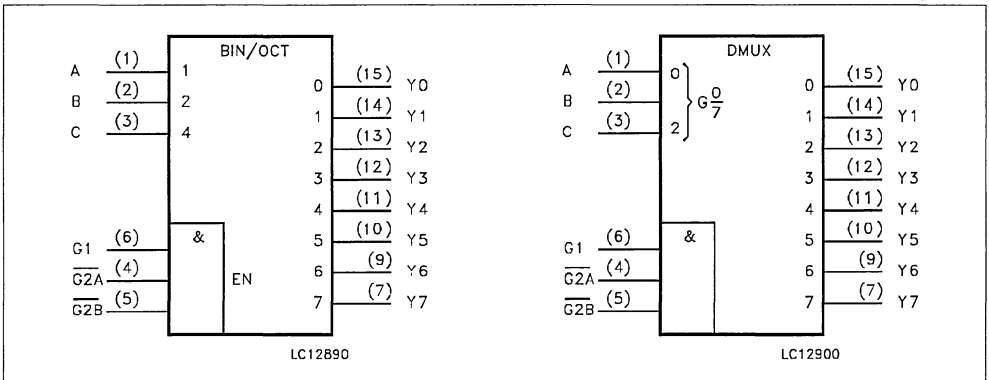 BIN/OCT
A (1) 1
B (2) 2
C (3) 4
0 (15) Y0
1 (14) Y1
2 (13) Y2
3 (12) Y3
4 (11) Y4
5 (10) Y5
6 (9) Y6
7 (7) Y7
&
G1 (6)
G2A (4)
G2B (5)
EN
LC12890
DMUX
A (1) 0
B (2)
C (3) 2
G 0/7
0 (15) Y0
1 (14) Y1
2 (13) Y2
3 (12) Y3
4 (11) Y4
5 (10) Y5
6 (9) Y6
7 (7) Y7
&
G1 (6)
G2A (4)
G2B (5)
LC12900